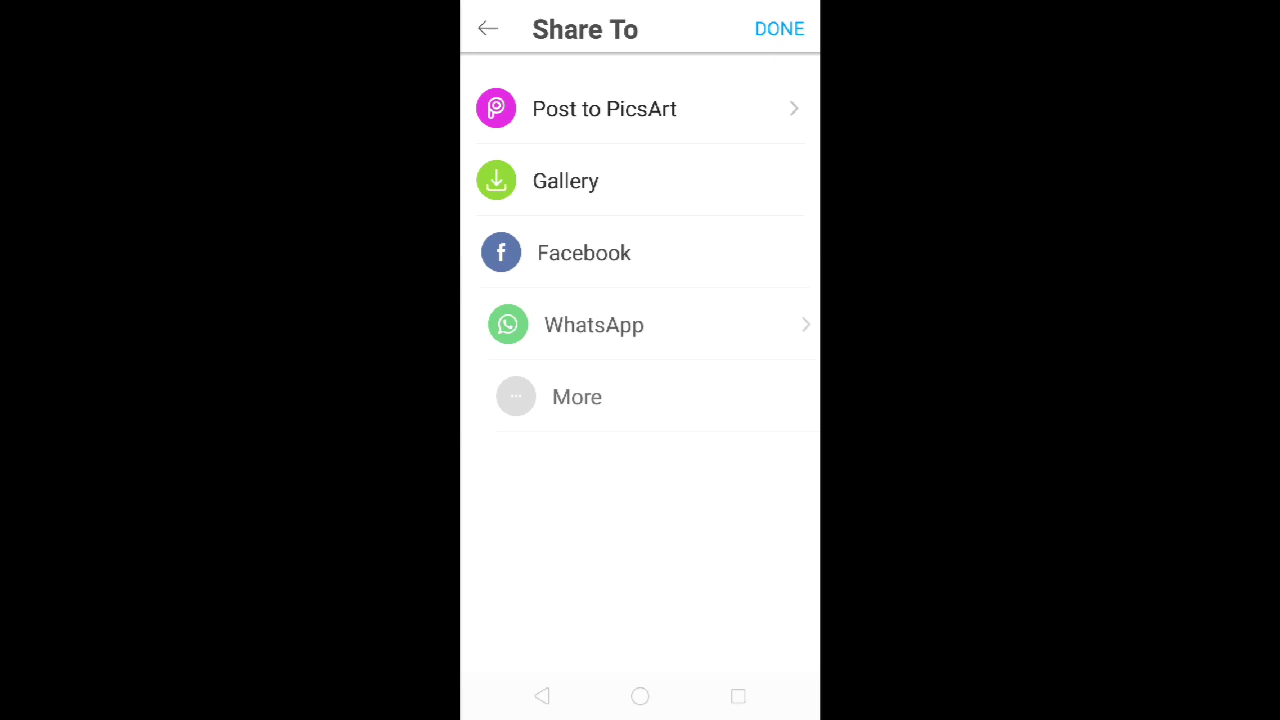 Share To
DONE
Post to PicsArt
Gallery
Facebook
WhatsApp
More